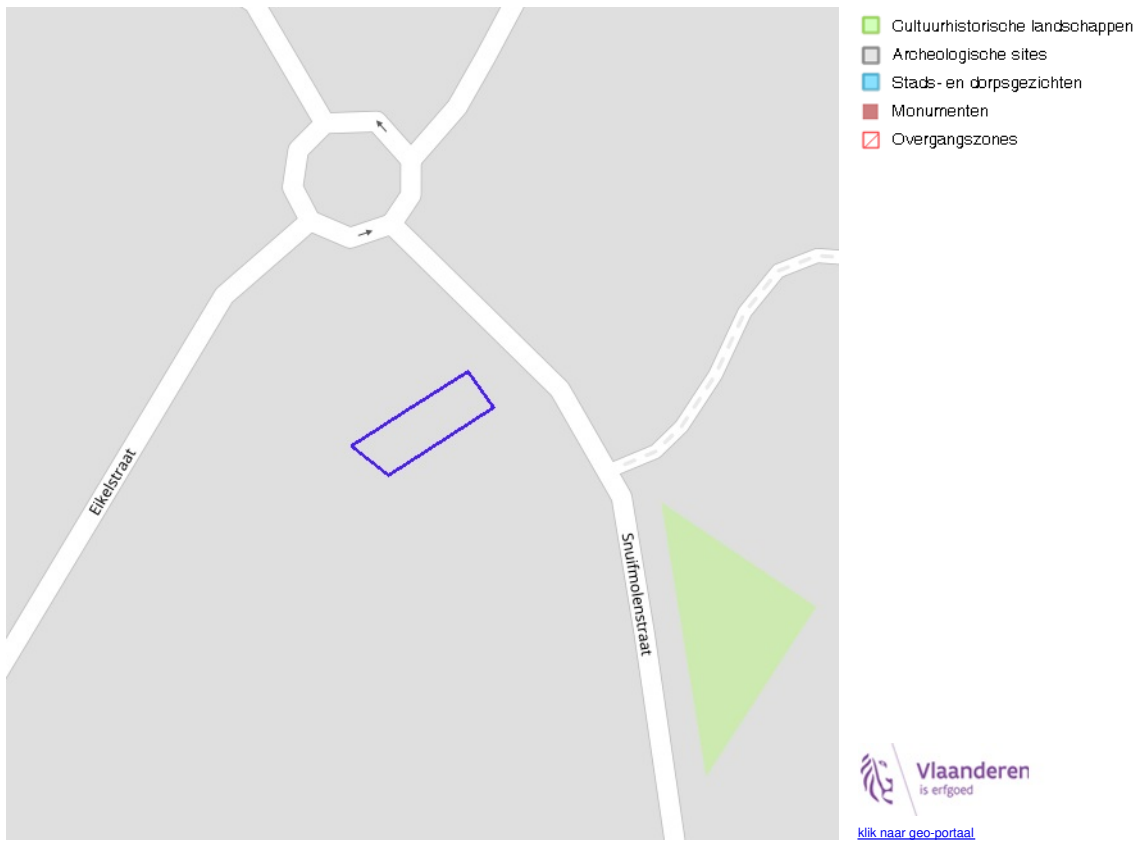 Cultuurhistorische landschappen
Archeologische sites
Stads- en dorpsgezichten
Monumenten
Overgangszones
Eikelstraat
Snuifmolenstraat
Vlaanderen
is erfgoed
klik naar geo-portaal